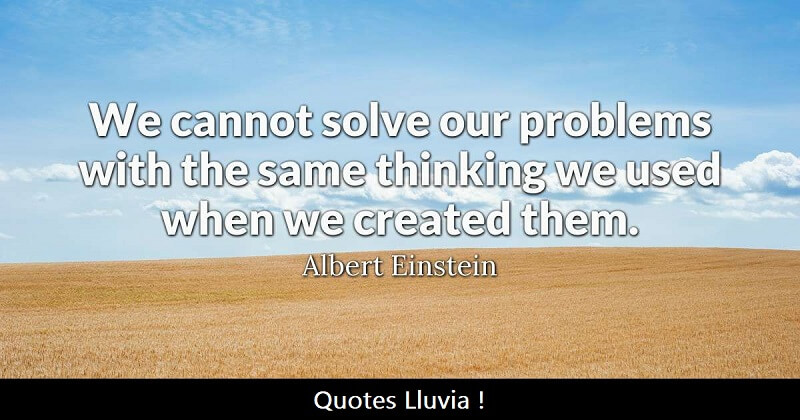 We cannot solve our problems
with the same thinking we used
when we created them.
Albert Einstein
Quotes Lluvia !